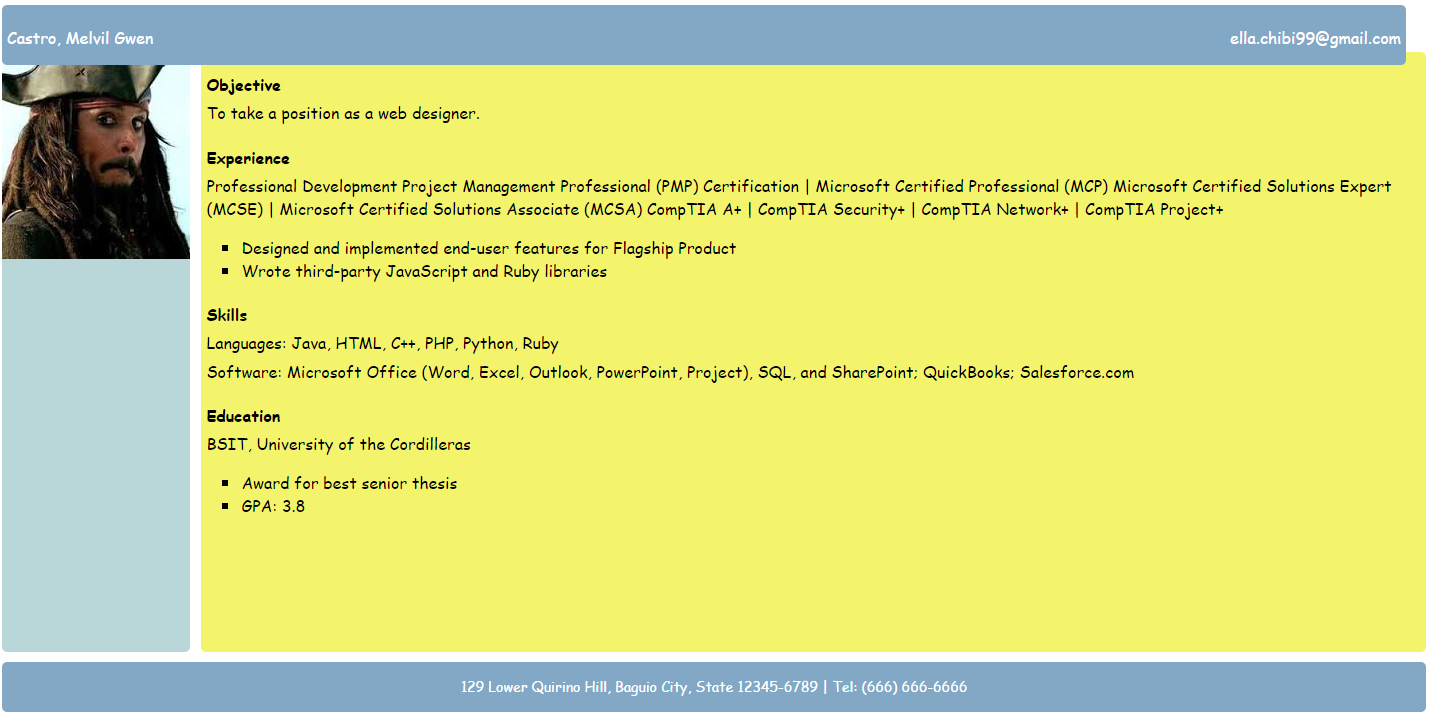 Castro, Melvil Gwen
ella.chibi99@gmail.com
Objective
To take a position as a web designer.
Experience
Professional Development Project Management Professional (PMP) Certification | Microsoft Certified Professional (MCP) Microsoft Certified Solutions Expert
(MCSE) | Microsoft Certified Solutions Associate (MCSA) CompTIA A+ | CompTIA Security+ | CompTIA Network+ | CompTIA Project+
▪ Designed and implemented end-user features for Flagship Product
▪ Wrote third-party JavaScript and Ruby libraries
Skills
Languages: Java, HTML, C++, PHP, Python, Ruby
Software: Microsoft Office (Word, Excel, Outlook, PowerPoint, Project), SQL, and SharePoint; QuickBooks; Salesforce.com
Education
BSIT, University of the Cordilleras
▪ Award for best senior thesis
▪ GPA: 3.8
129 Lower Quirino Hill, Baguio City, State 12345-6789 | Tel: (666) 666-6666